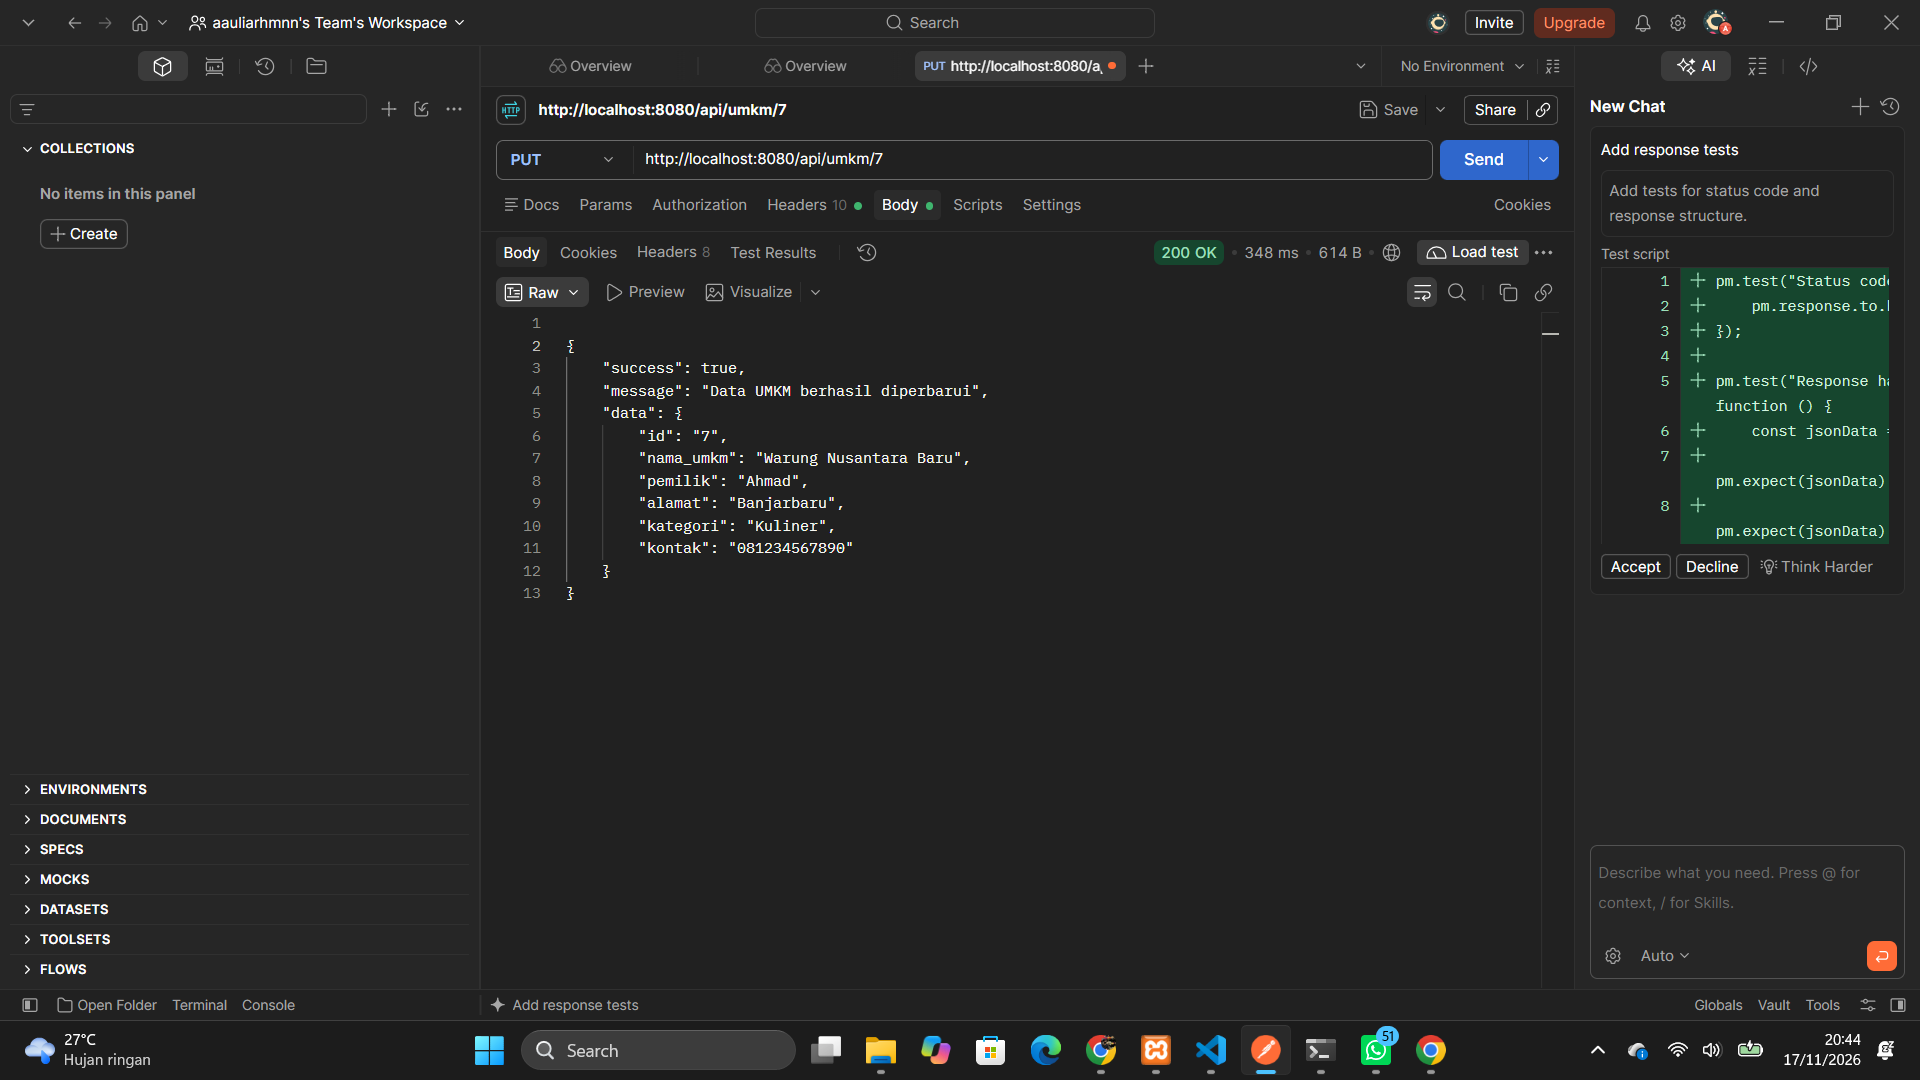 aauliarhmnn's Team's Workspace
Search
Invite
Upgrade
Overview
Overview
PUT http://localhost:8080/a
No Environment
AI
HTTP
http://localhost:8080/api/umkm/7
Save
Share
New Chat
COLLECTIONS
No items in this panel
Create
PUT
http://localhost:8080/api/umkm/7
Send
Docs Params Authorization Headers 10 Body Scripts Settings
Cookies
Body Cookies Headers 8 Test Results
200 OK • 348 ms • 614 B
Load test
Raw Preview Visualize
1
2 {
3 "success": true,
4 "message": "Data UMKM berhasil diperbarui",
5 "data": {
6 "id": "7",
7 "nama_umkm": "Warung Nusantara Baru",
8 "pemilik": "Ahmad",
9 "alamat": "Banjarbaru",
10 "kategori": "Kuliner",
11 "kontak": "081234567890"
12 }
13 }
Add response tests
Add tests for status code and
response structure.
Test script
1 + pm.test("Status cod
2 + pm.response.to.
3 + });
4 +
5 + pm.test("Response ha
function () {
6 + const jsonData =
7 +
pm.expect(jsonData)
8 +
pm.expect(jsonData)
Accept
Decline
Think Harder
Describe what you need. Press @ for
context, / for Skills.
Auto
ENVIRONMENTS
DOCUMENTS
SPECS
MOCKS
DATASETS
TOOLSETS
FLOWS
Open Folder
Terminal
Console
Add response tests
Globals
Vault
Tools
27°C
Hujan ringan
Search
51
20:44
17/11/2026